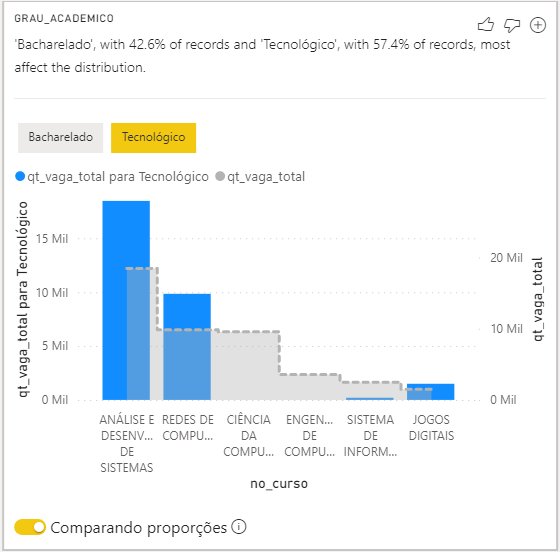 GRAU_ACADEMICO
'Bacharelado', with 42.6% of records and 'Tecnológico', with 57.4% of records, most
affect the distribution.
Bacharelado Tecnológico
qt_vaga_total para Tecnológico qt_vaga_total
qt_vaga_total para Tecnológico
15 Mil
10 Mil
5 Mil
0 Mil
20 Mil
10 Mil
0 Mil
qt_vaga_total
ANÁLISE E
DESENV...
DE
SISTEMAS
REDES DE
COMPU...
CIÊNCIA
DA
COMPU...
ENGEN...
DE
COMPU...
SISTEMA
DE
INFORM...
JOGOS
DIGITAIS
no_curso
Comparando proporções